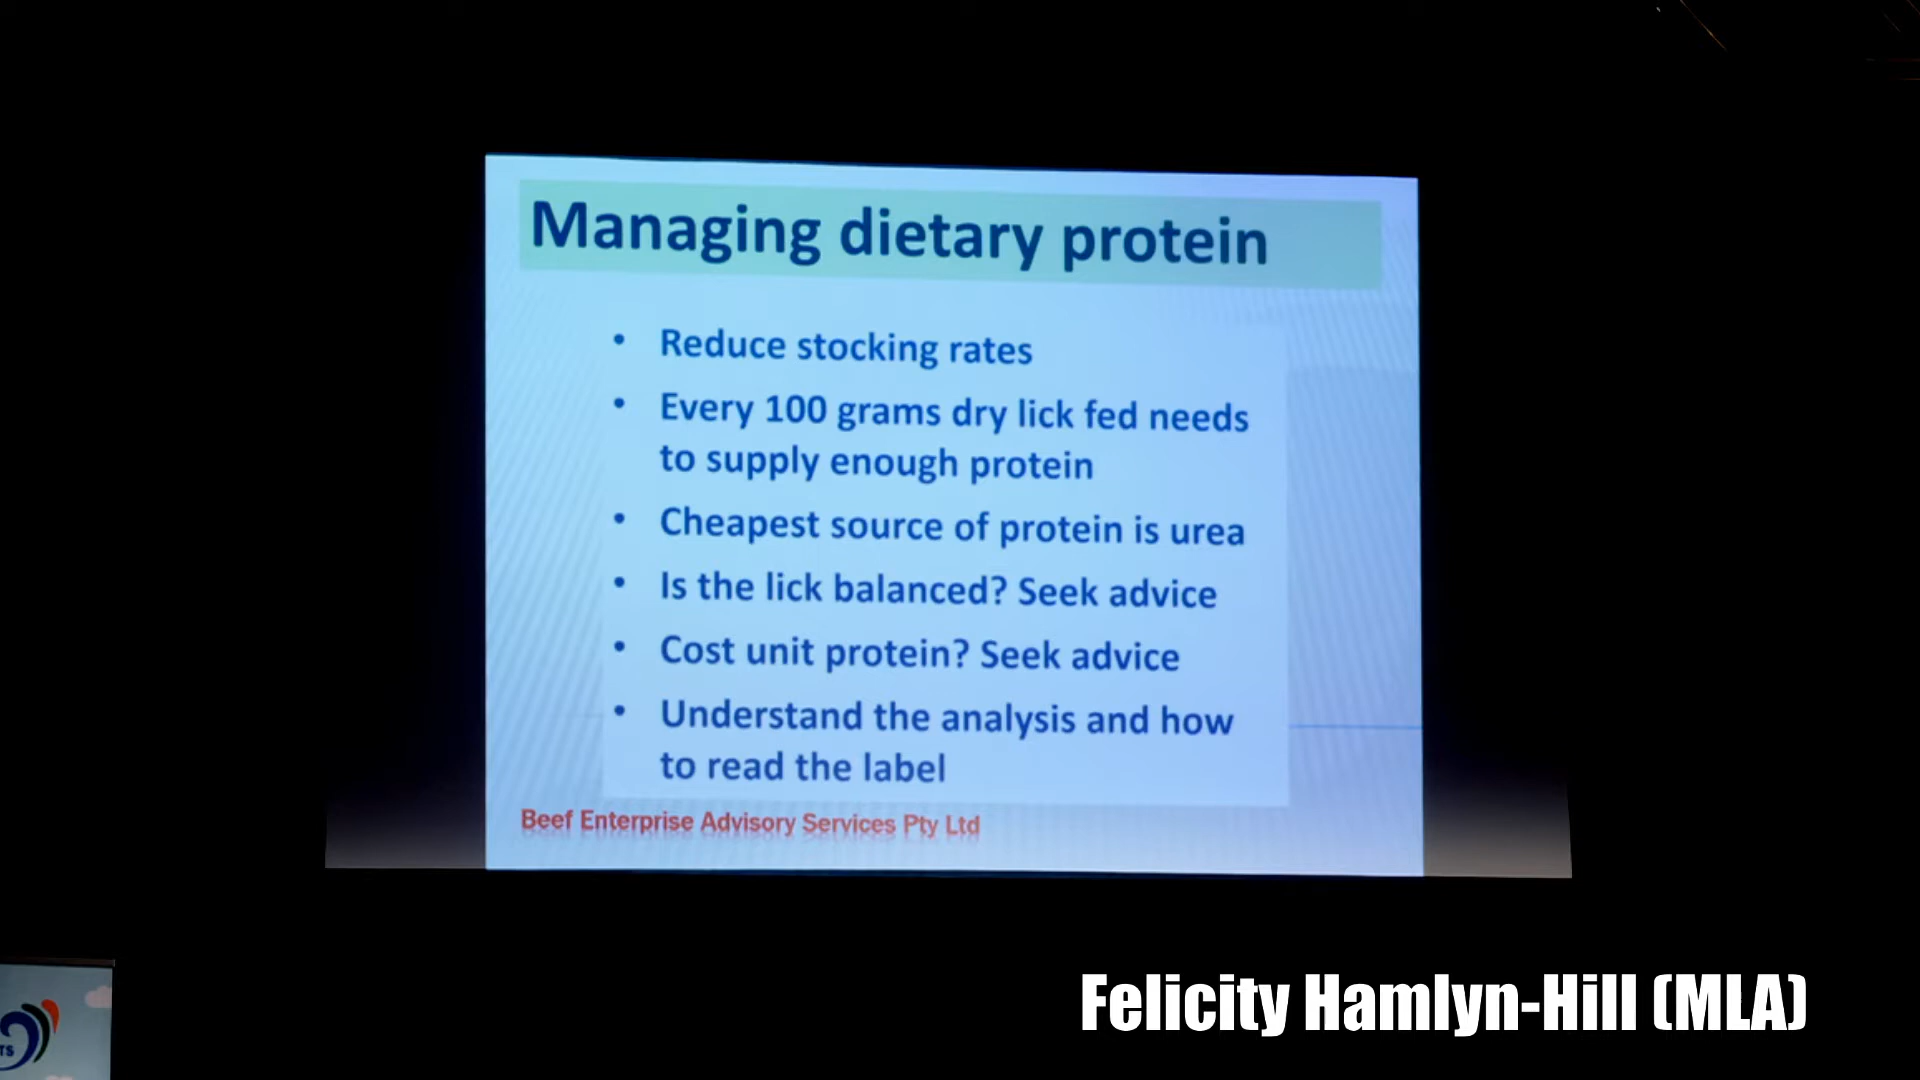 Managing dietary protein
• Reduce stocking rates
• Every 100 grams dry lick fed needs
to supply enough protein
• Cheapest source of protein is urea
• Is the lick balanced? Seek advice
• Cost unit protein? Seek advice
• Understand the analysis and how
to read the label
Beef Enterprise Advisory Services Pty Ltd
TS
Felicity Hamlyn-Hill (MLA)